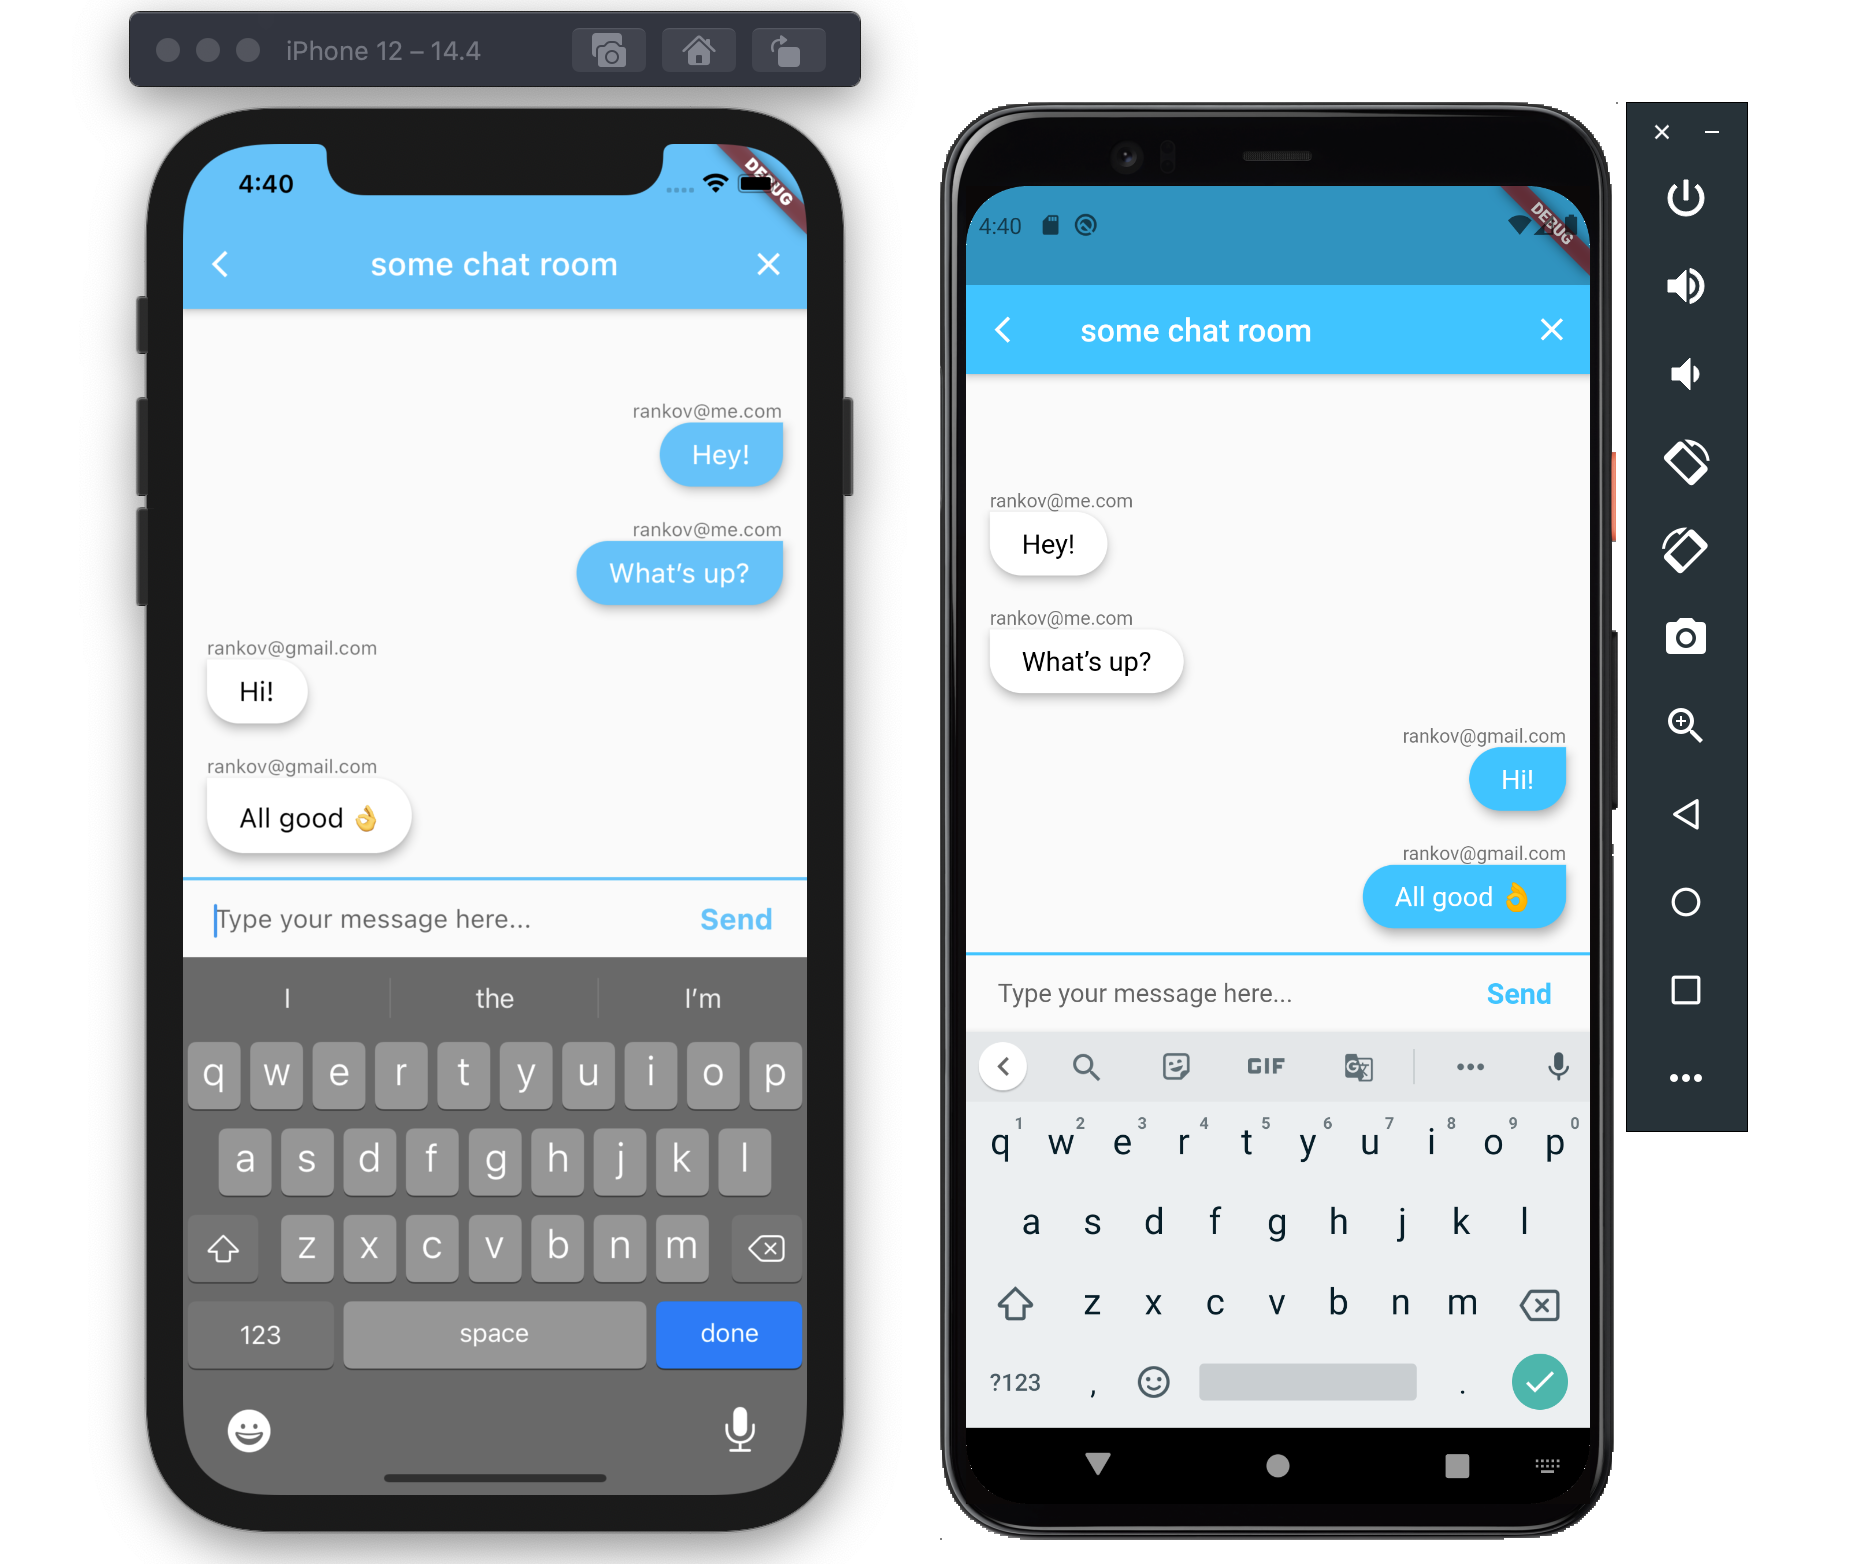 iPhone 12 – 14.4
4:40
DEBUG
some chat room
rankov@me.com
Hey!
rankov@me.com
What's up?
rankov@gmail.com
Hi!
rankov@gmail.com
All good 👌
Type your message here...
Send
I
the
I'm
q w e r t y u i o p
a s d f g h j k l
z x c v b n m
123
space
done
4:40
DEBUG
some chat room
rankov@me.com
Hey!
rankov@me.com
What's up?
rankov@gmail.com
Hi!
rankov@gmail.com
All good 👌
Type your message here...
Send
GIF
G文
1 2 3 4 5 6 7 8 9 0
q w e r t y u i o p
a s d f g h j k l
z x c v b n m
?123 , .